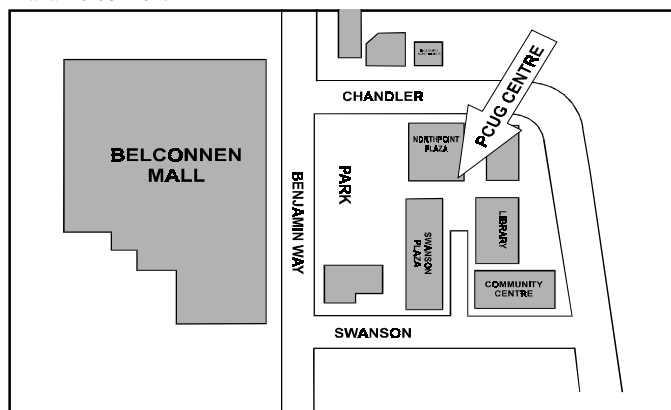 CHANDLER
PCUG CENTRE
NORTHPOINT
PLAZA
BELCONNEN
MALL
BENJAMIN WAY
PARK
SWANSON
PLAZA
LIBRARY
COMMUNITY
CENTRE
SWANSON